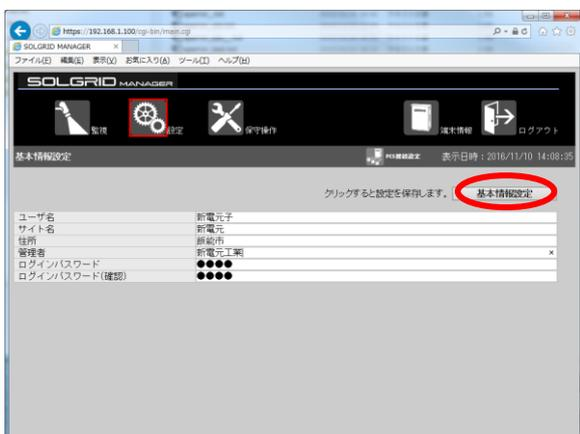 https://192.168.1.100/cgi-bin/main.cgi
SOLGRID MANAGER ×
ファイル(F) 編集(E) 表示(V) お気に入り(A) ツール(T) ヘルプ(H)
SOLGRID MANAGER
監視 設定 保守操作 端末情報 ログアウト
基本情報設定 表示日時:2016/11/10 14:08:35
クリックすると設定を保存します。 基本情報設定
ユーザ名 新電元子
サイト名 新電元
住所 飯能市
管理者 新電元工業 ×
ログインパスワード ●●●●
ログインパスワード(確認) ●●●●